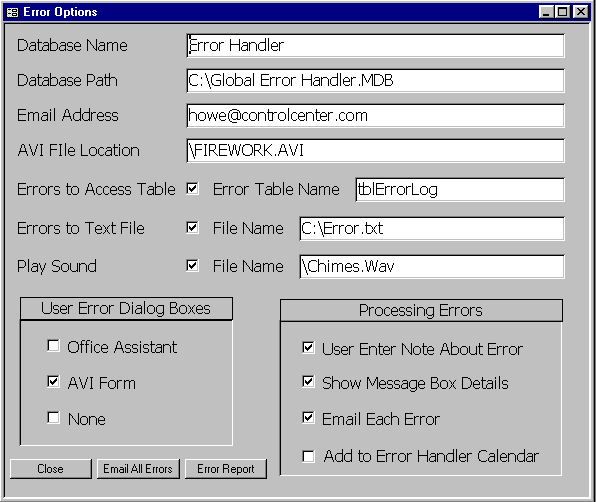 Error Options
Database Name Error Handler
Database Path C:\Global Error Handler.MDB
Email Address howe@controlcenter.com
AVI FIle Location \FIREWORK.AVI
Errors to Access Table Error Table Name tblErrorLog
Errors to Text File File Name C:\Error.txt
Play Sound File Name \Chimes.Wav
User Error Dialog Boxes
Office Assistant
AVI Form
None
Processing Errors
User Enter Note About Error
Show Message Box Details
Email Each Error
Add to Error Handler Calendar
Close Email All Errors Error Report